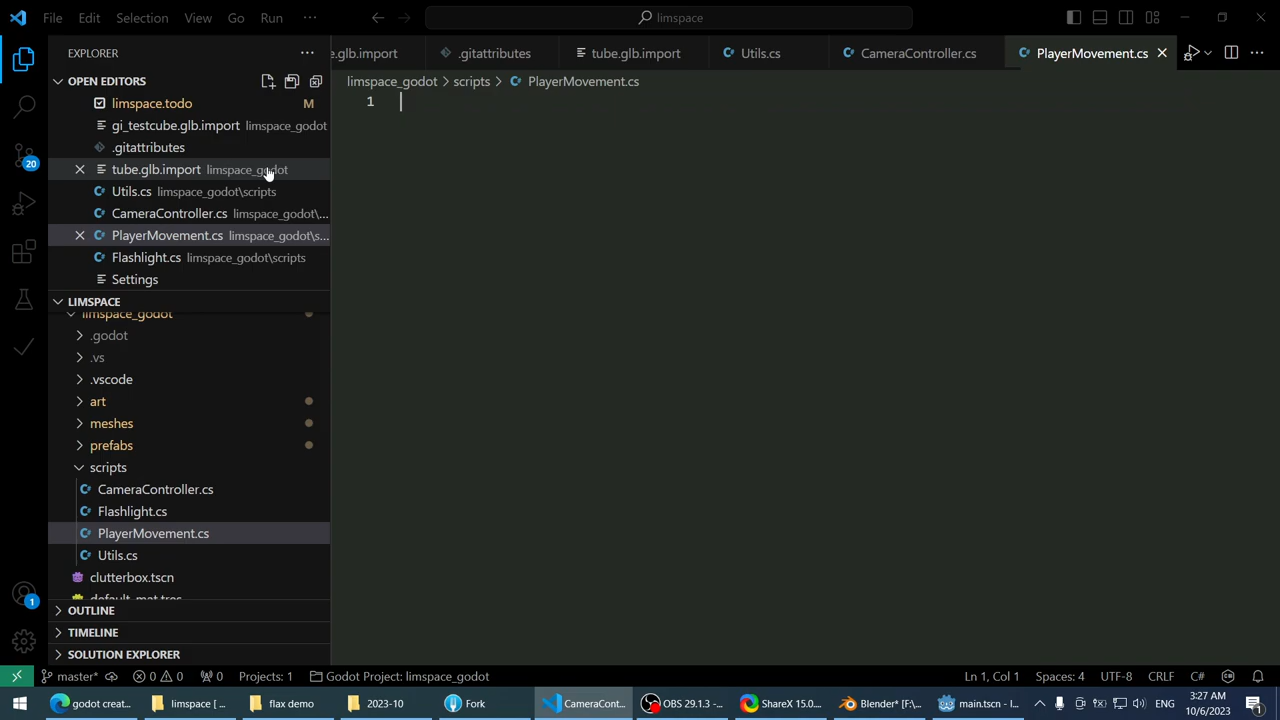 File Edit Selection View Go Run ··· limspace
EXPLORER ···
e.glb.import .gitattributes tube.glb.import Utils.cs CameraController.cs PlayerMovement.cs
OPEN EDITORS
limspace_godot > scripts > PlayerMovement.cs
1
limspace.todo M
gi_testcube.glb.import limspace_godot
.gitattributes
tube.glb.import limspace_godot
Utils.cs limspace_godot\scripts
CameraController.cs limspace_godot\...
PlayerMovement.cs limspace_godot\s...
Flashlight.cs limspace_godot\scripts
Settings
LIMSPACE
limspace_godot
.godot
.vs
.vscode
art
meshes
prefabs
scripts
CameraController.cs
Flashlight.cs
PlayerMovement.cs
Utils.cs
clutterbox.tscn
default_mat.tres
OUTLINE
TIMELINE
SOLUTION EXPLORER
20
1
master* 0 0 0 Projects: 1 Godot Project: limspace_godot Ln 1, Col 1 Spaces: 4 UTF-8 CRLF C#
godot creat... limspace [ ... flax demo 2023-10 Fork CameraCont... OBS 29.1.3 -... ShareX 15.0... Blender* [F:\... main.tscn - l... ENG 3:27 AM
10/6/2023 1